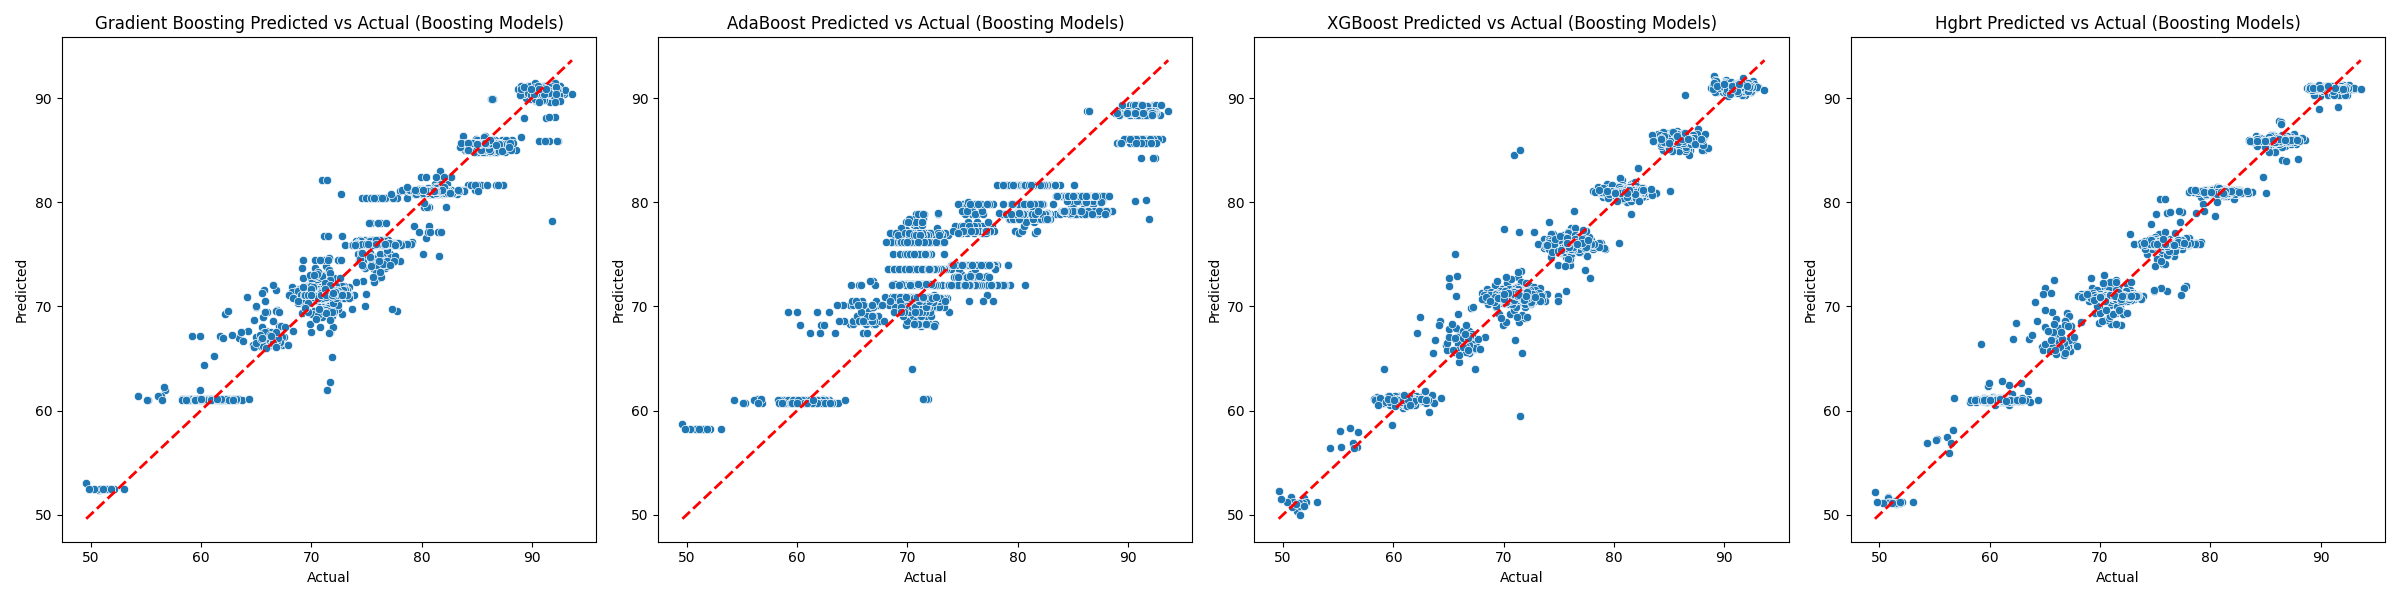 Gradient Boosting Predicted vs Actual (Boosting Models)
90
80
70
60
50
Predicted
50 60 70 80 90
Actual
AdaBoost Predicted vs Actual (Boosting Models)
90
80
70
60
50
Predicted
50 60 70 80 90
Actual
XGBoost Predicted vs Actual (Boosting Models)
90
80
70
60
50
Predicted
50 60 70 80 90
Actual
Hgbrt Predicted vs Actual (Boosting Models)
90
80
70
60
50
Predicted
50 60 70 80 90
Actual